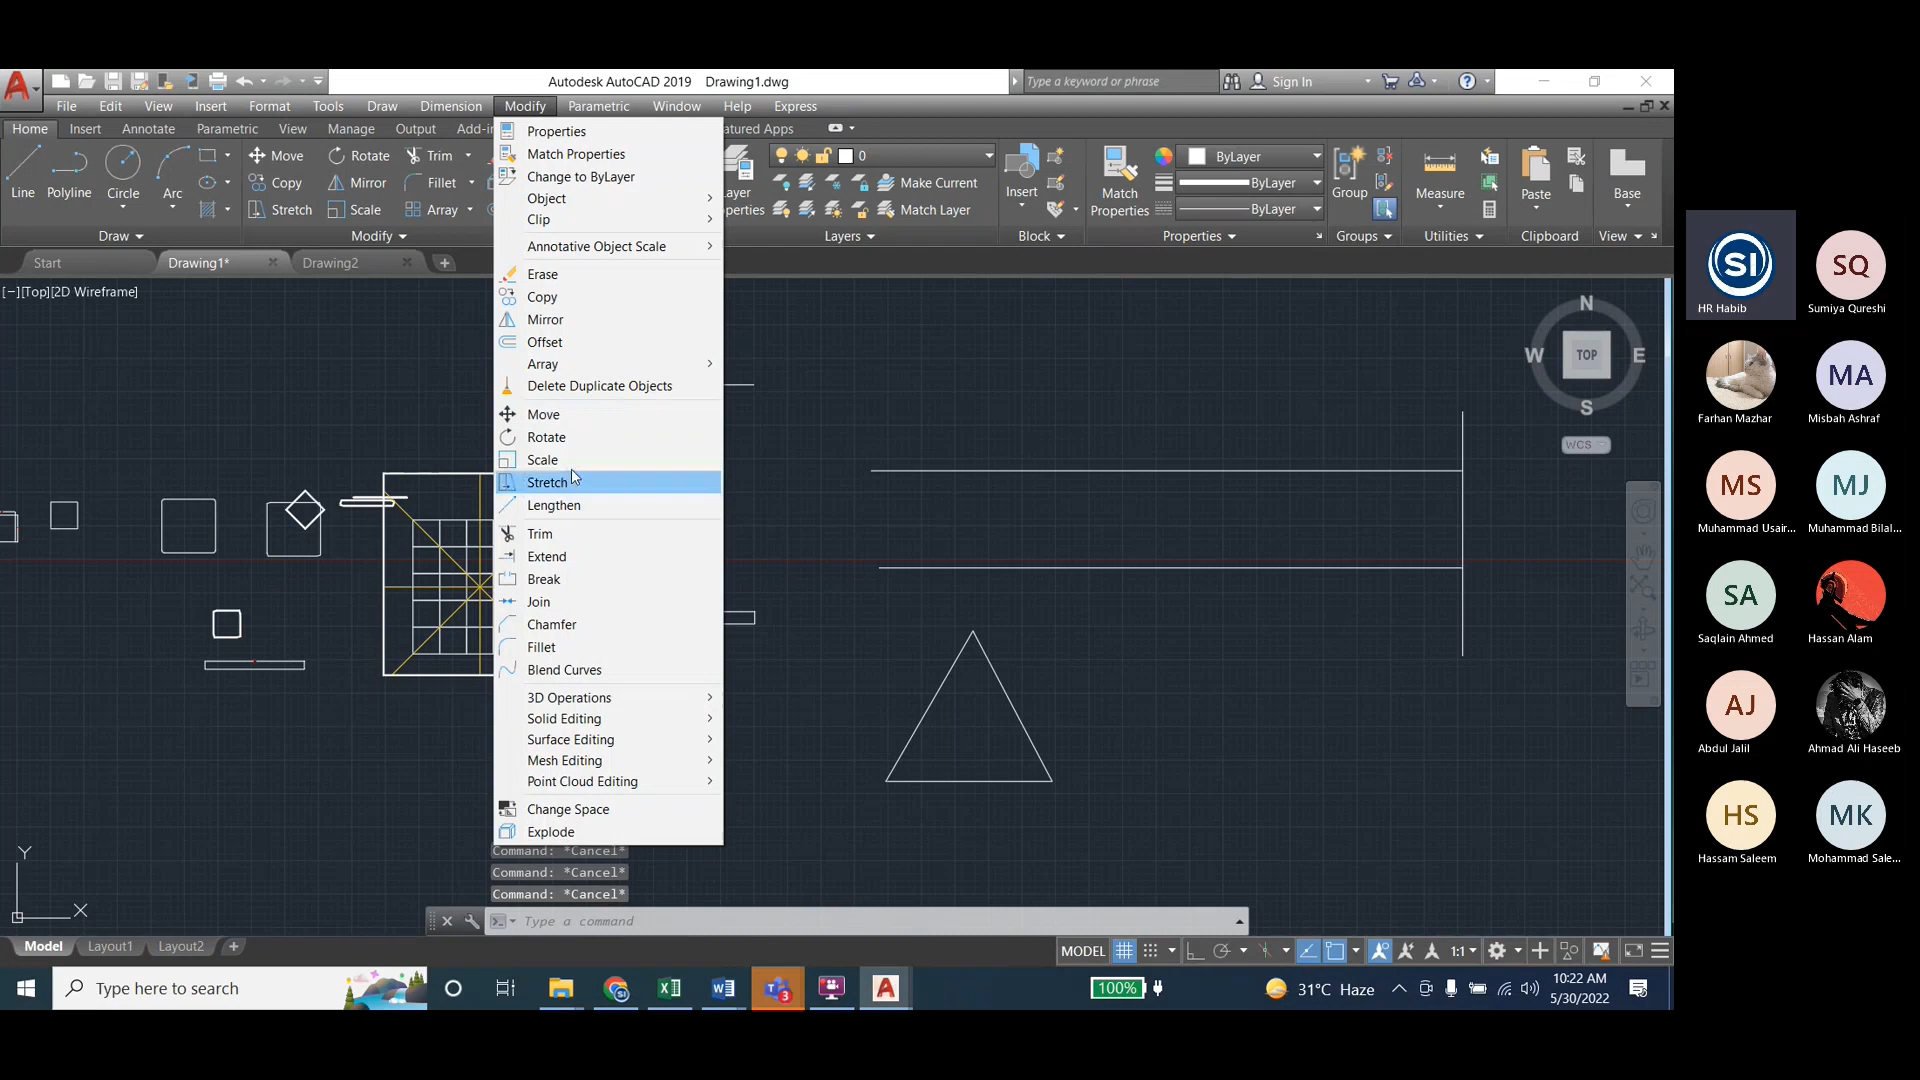 Autodesk AutoCAD 2019 Drawing1.dwg
Type a keyword or phrase
Sign In
File Edit View Insert Format Tools Draw Dimension Modify Parametric Window Help Express
Home Insert Annotate Parametric View Manage Output Add-i
atured Apps
Line
Polyline
Circle
Arc
Draw
Move
Copy
Stretch
Rotate
Mirror
Scale
Trim
Fillet
Array
Modify
Layer
Properties
0
Make Current
Match Layer
Layers
Insert
Block
Match
Properties
ByLayer
ByLayer
ByLayer
Properties
Group
Groups
Measure
Utilities
Paste
Clipboard
Base
View
Start
Drawing1*
Drawing2
[−][Top][2D Wireframe]
Properties
Match Properties
Change to ByLayer
Object
Clip
Annotative Object Scale
Erase
Copy
Mirror
Offset
Array
Delete Duplicate Objects
Move
Rotate
Scale
Stretch
Lengthen
Trim
Extend
Break
Join
Chamfer
Fillet
Blend Curves
3D Operations
Solid Editing
Surface Editing
Mesh Editing
Point Cloud Editing
Change Space
Explode
N
W
TOP
E
S
WCS
Y
X
Command: *Cancel*
Command: *Cancel*
Command: *Cancel*
Type a command
Model Layout1 Layout2
MODEL
1:1
Type here to search
3
100%
31°C Haze
10:22 AM
5/30/2022
SI
HR Habib
SQ
Sumiya Qureshi
Farhan Mazhar
MA
Misbah Ashraf
MS
Muhammad Usair...
MJ
Muhammad Bilal...
SA
Saqlain Ahmed
Hassan Alam
AJ
Abdul Jalil
Ahmad Ali Haseeb
HS
Hassam Saleem
MK
Mohammad Sale...